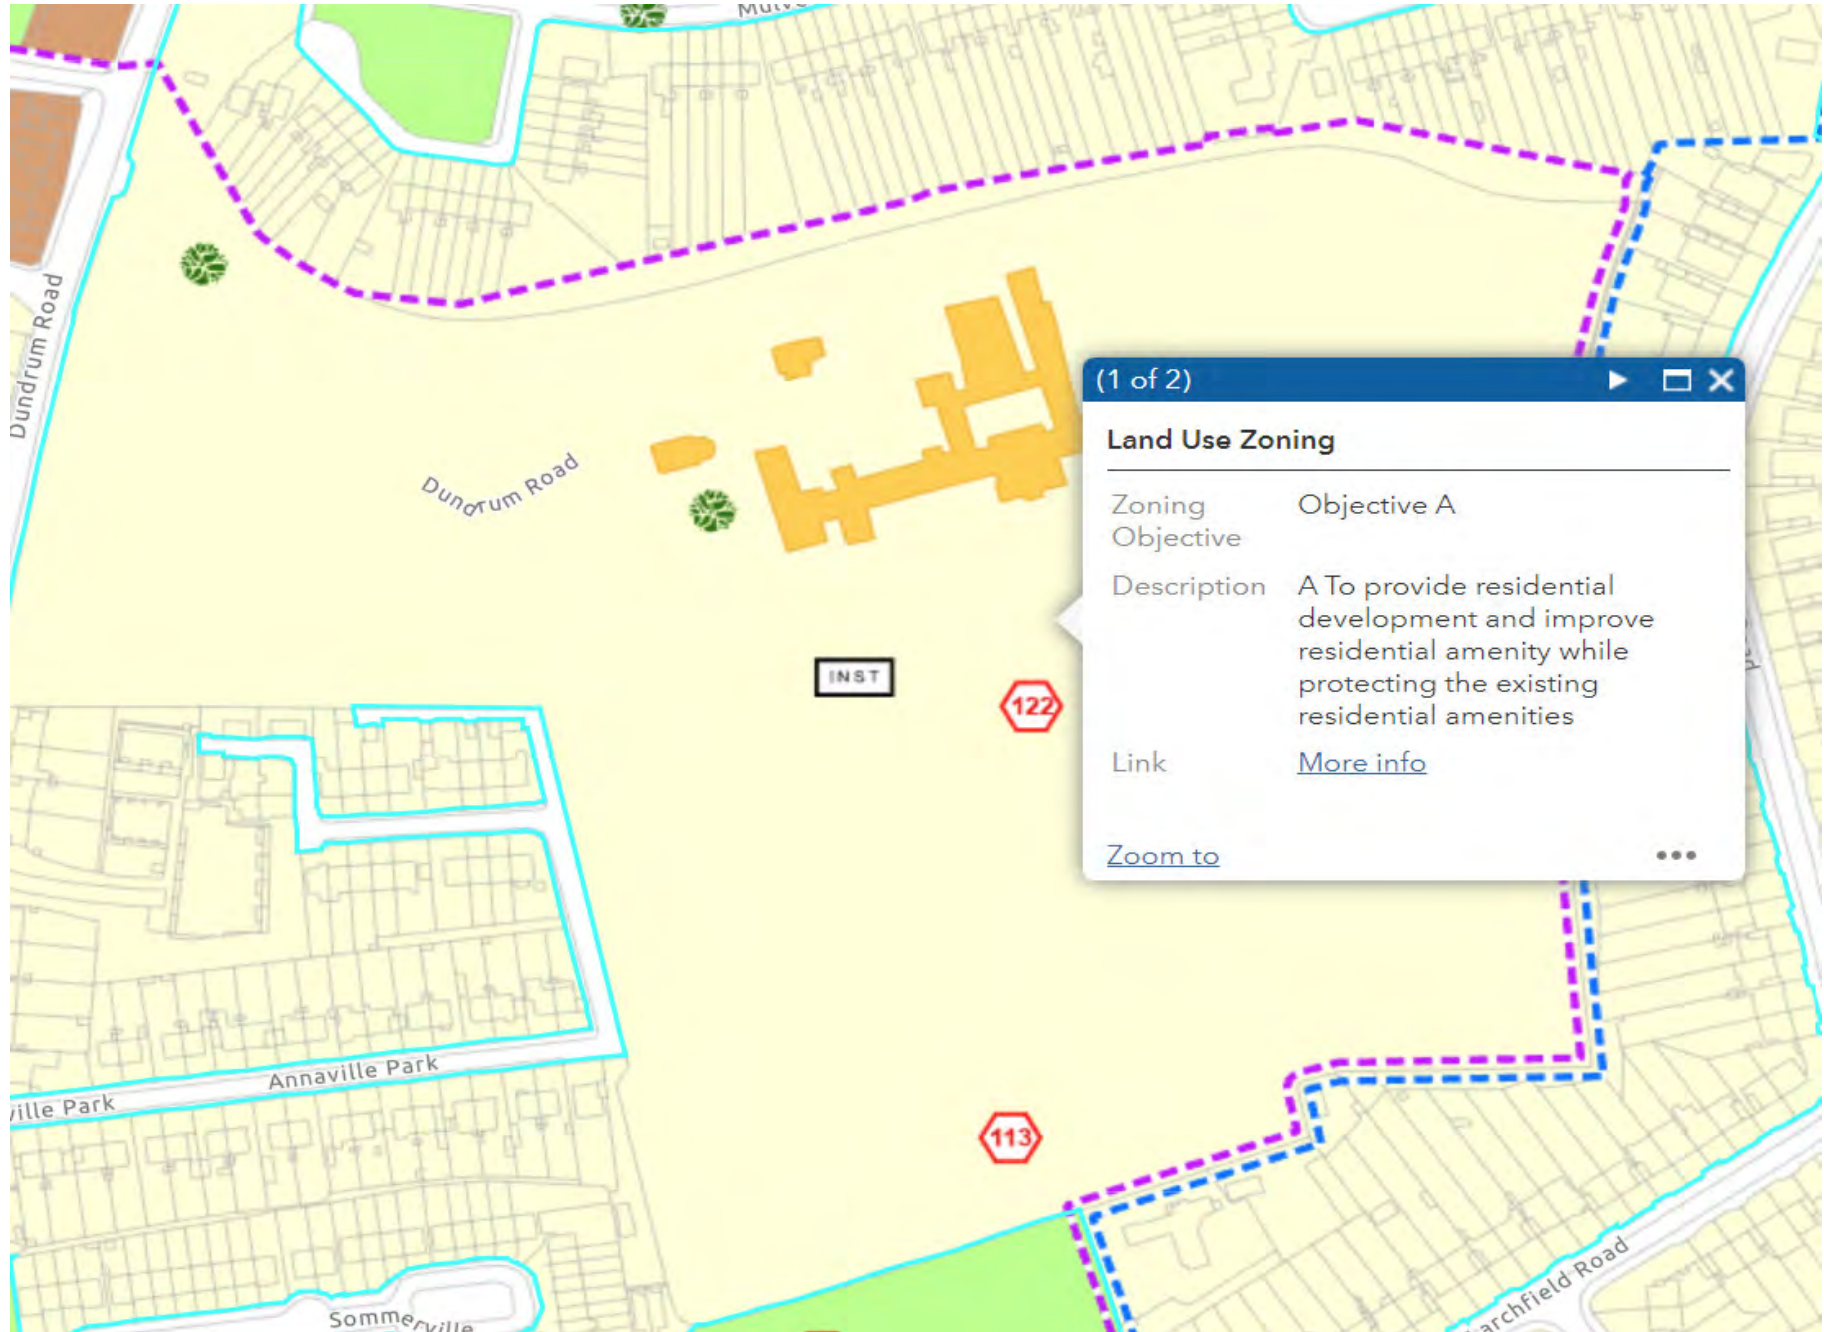 Dundrum Road
Dundrum Road
(1 of 2)
Land Use Zoning
Zoning
Objective
Objective A
Description
A To provide residential
development and improve
residential amenity while
protecting the existing
residential amenities
Link
More info
Zoom to
INST
122
Annaville Park
ville Park
113
Sommerville
archfield Road